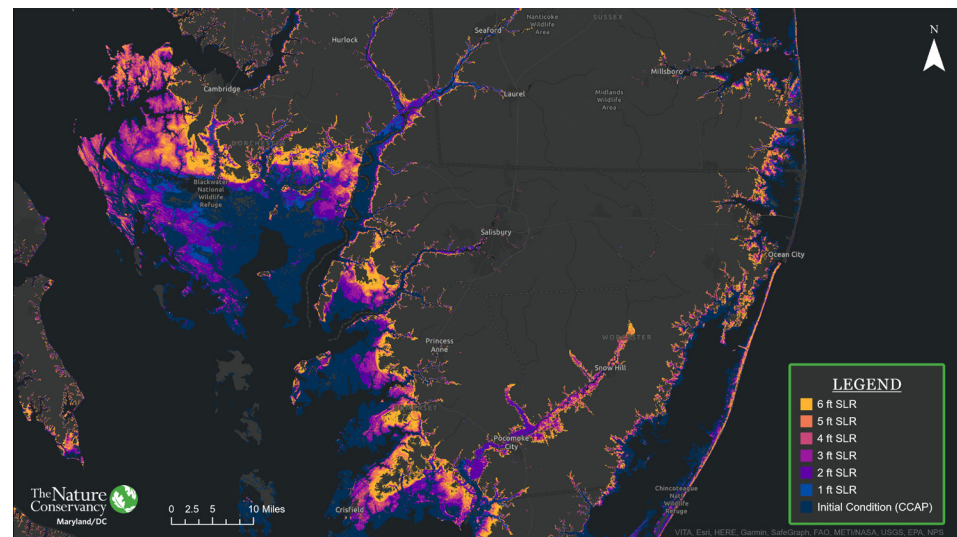 Nanticoke
Wildlife
Area
SUSSEX
N
Hurlock
Seaford
Millsboro
Cambridge
Laurel
Midlands
Wildlife
Area
Blackwater
National
Wildlife
Refuge
Salisbury
Ocean City
Princess
Anne
WORCESTER
Snow Hill
Pocomoke
City
Crisfield
Chincoteague
Natl
Wildlife
Refuge
LEGEND
6 ft SLR
5 ft SLR
4 ft SLR
3 ft SLR
2 ft SLR
1 ft SLR
Initial Condition (CCAP)
The Nature
Conservancy
Maryland/DC
0 2.5 5 10 Miles
VITA, Esri, HERE, Garmin, SafeGraph, FAO, METI/NASA, USGS, EPA, NPS